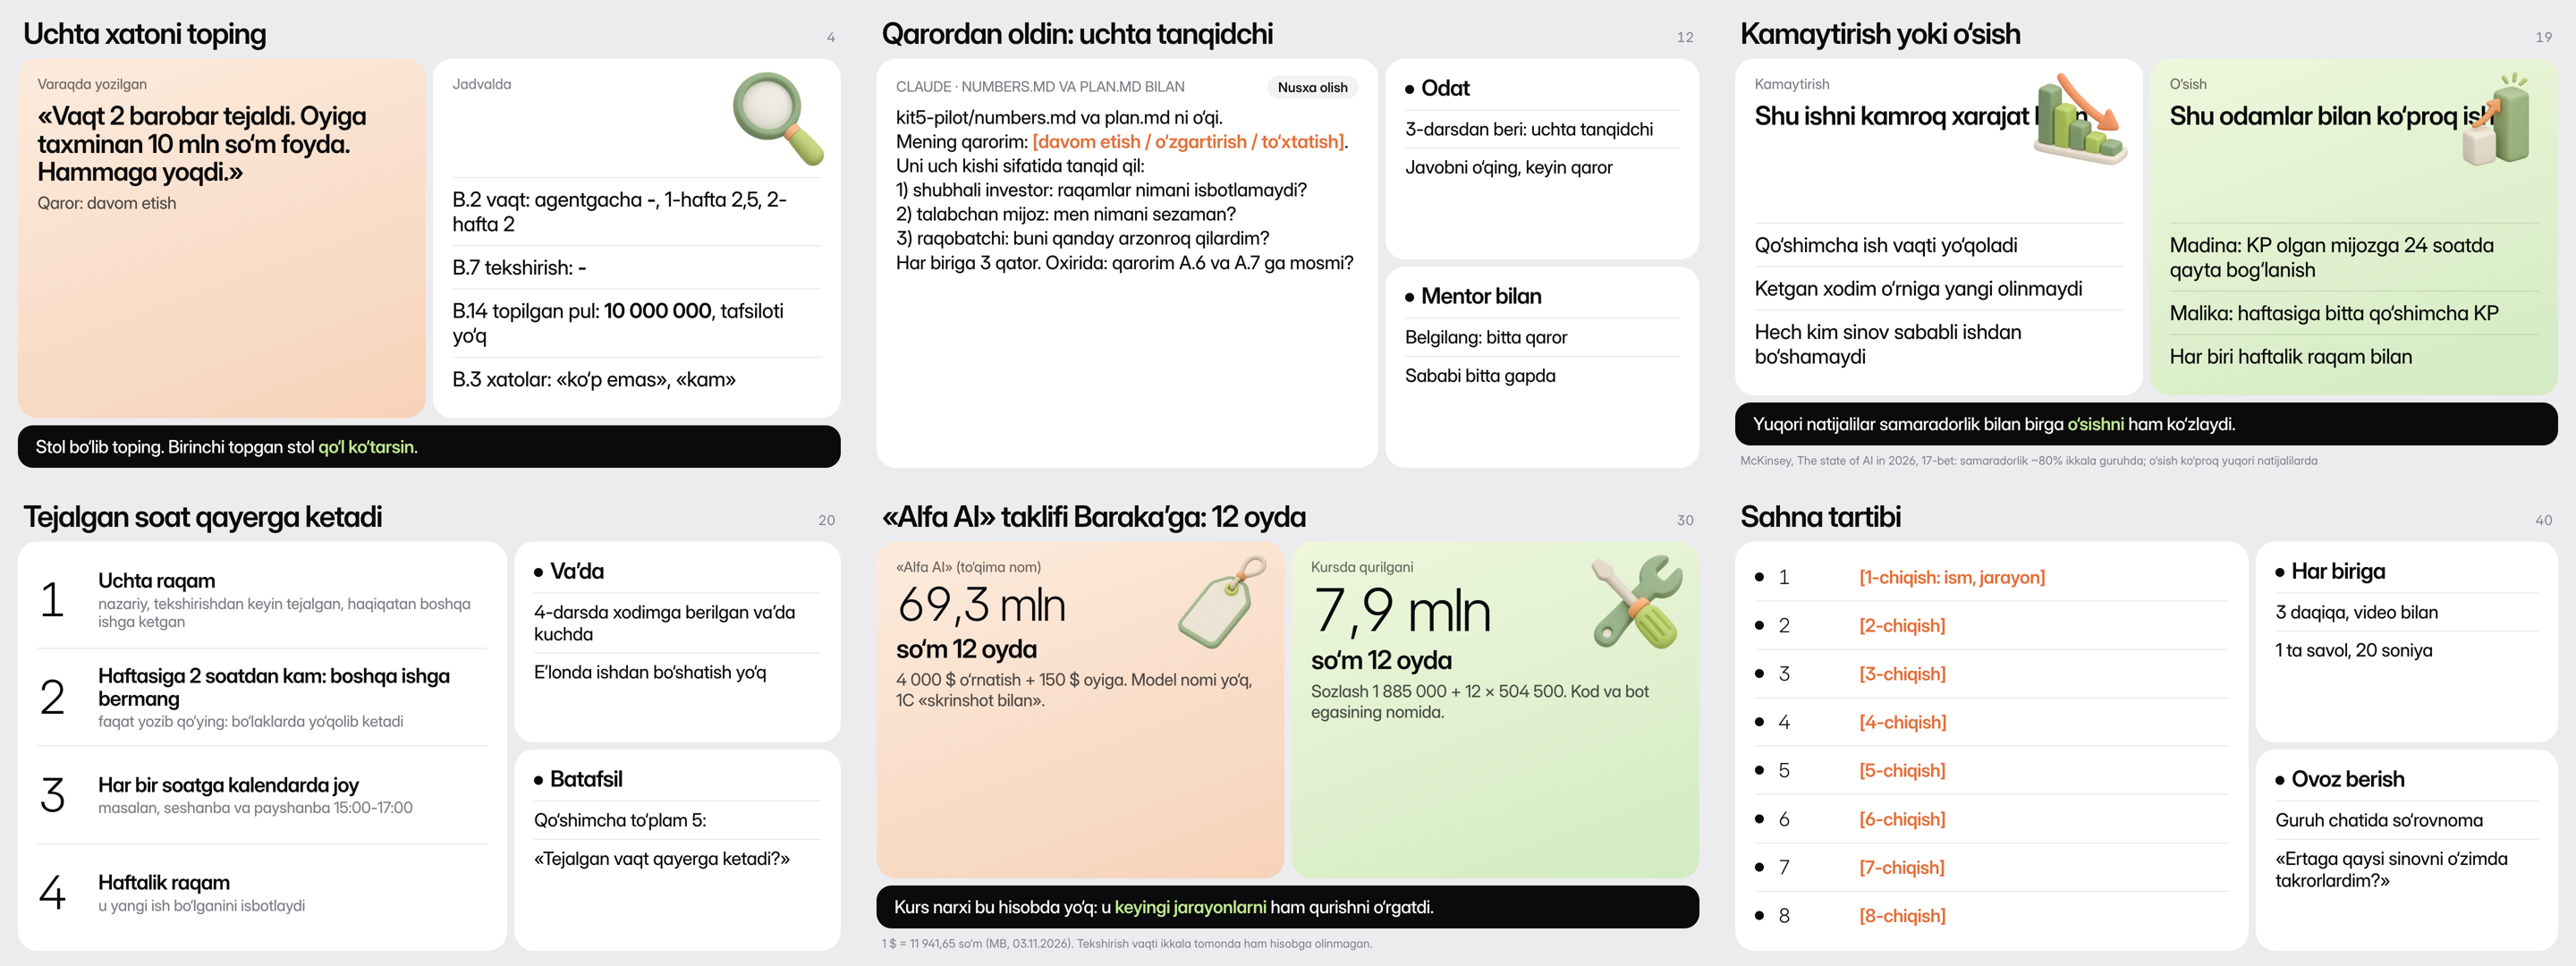 Uchta xatoni toping
4
Varaqda yozilgan
«Vaqt 2 barobar tejaldi. Oyiga
taxminan 10 mln so‘m foyda.
Hammaga yoqdi.»
Qaror: davom etish
Jadvalda
B.2 vaqt: agentgacha -, 1-hafta 2,5, 2-
hafta 2
B.7 tekshirish: -
B.14 topilgan pul: 10 000 000, tafsiloti
yo‘q
B.3 xatolar: «ko‘p emas», «kam»
Stol bo‘lib toping. Birinchi topgan stol qo‘l ko‘tarsin.
Qarordan oldin: uchta tanqidchi
12
CLAUDE · NUMBERS.MD VA PLAN.MD BILAN
Nusxa olish
kit5-pilot/numbers.md va plan.md ni o‘qi.
Mening qarorim: [davom etish / o‘zgartirish / to‘xtatish].
Uni uch kishi sifatida tanqid qil:
1) shubhali investor: raqamlar nimani isbotlamaydi?
2) talabchan mijoz: men nimani sezaman?
3) raqobatchi: buni qanday arzonroq qilardim?
Har biriga 3 qator. Oxirida: qarorim A.6 va A.7 ga mosmi?
• Odat
3-darsdan beri: uchta tanqidchi
Javobni o‘qing, keyin qaror
• Mentor bilan
Belgilang: bitta qaror
Sababi bitta gapda
Kamaytirish yoki o‘sish
19
Kamaytirish
Shu ishni kamroq xarajat
Qo‘shimcha ish vaqti yo‘qoladi
Ketgan xodim o‘rniga yangi olinmaydi
Hech kim sinov sababli ishdan
bo‘shamaydi
O‘sish
Shu odamlar bilan ko‘proq ish
Madina: KP olgan mijozga 24 soatda
qayta bog‘lanish
Malika: haftasiga bitta qo‘shimcha KP
Har biri haftalik raqam bilan
Yuqori natijalilar samaradorlik bilan birga o‘sishni ham ko‘zlaydi.
McKinsey, The state of AI in 2026, 17-bet: samaradorlik ~80% ikkala guruhda; o‘sish ko‘proq yuqori natijalilarda
Tejalgan soat qayerga ketadi
20
1
Uchta raqam
nazariy, tekshirishdan keyin tejalgan, haqiqatan boshqa
ishga ketgan
2
Haftasiga 2 soatdan kam: boshqa ishga
bermang
faqat yozib qo‘ying: bo‘laklarda yo‘qolib ketadi
3
Har bir soatga kalendarda joy
masalan, seshanba va payshanba 15:00-17:00
4
Haftalik raqam
u yangi ish bo‘lganini isbotlaydi
• Va’da
4-darsda xodimga berilgan va’da
kuchda
E’londa ishdan bo‘shatish yo‘q
• Batafsil
Qo‘shimcha to‘plam 5:
«Tejalgan vaqt qayerga ketadi?»
«Alfa AI» taklifi Baraka’ga: 12 oyda
30
«Alfa AI» (to‘qima nom)
69,3 mln
so‘m 12 oyda
4 000 $ o‘rnatish + 150 $ oyiga. Model nomi yo‘q,
1C «skrinshot bilan».
Kursda qurilgani
7,9 mln
so‘m 12 oyda
Sozlash 1 885 000 + 12 × 504 500. Kod va bot
egasining nomida.
Kurs narxi bu hisobda yo‘q: u keyingi jarayonlarni ham qurishni o‘rgatdi.
1 $ = 11 941,65 so‘m (MB, 03.11.2026). Tekshirish vaqti ikkala tomonda ham hisobga olinmagan.
Sahna tartibi
40
• 1 [1-chiqish: ism, jarayon]
• 2 [2-chiqish]
• 3 [3-chiqish]
• 4 [4-chiqish]
• 5 [5-chiqish]
• 6 [6-chiqish]
• 7 [7-chiqish]
• 8 [8-chiqish]
• Har biriga
3 daqiqa, video bilan
1 ta savol, 20 soniya
• Ovoz berish
Guruh chatida so‘rovnoma
«Ertaga qaysi sinovni o‘zimda
takrorlardim?»